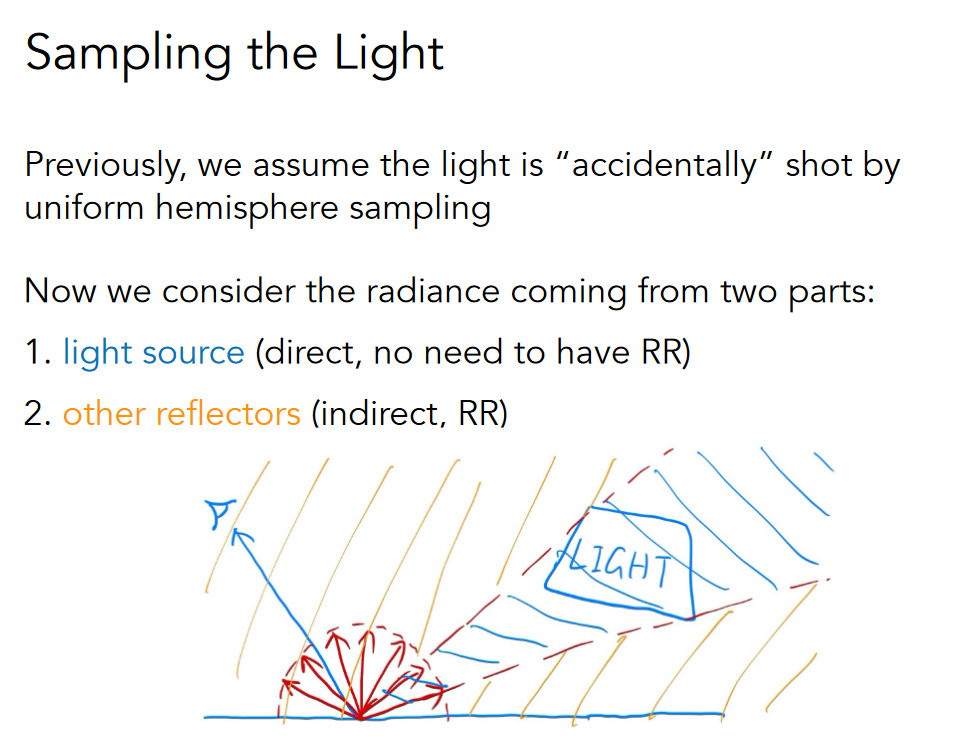 Sampling the Light
Previously, we assume the light is “accidentally” shot by
uniform hemisphere sampling
Now we consider the radiance coming from two parts:
1. light source (direct, no need to have RR)
2. other reflectors (indirect, RR)
LIGHT